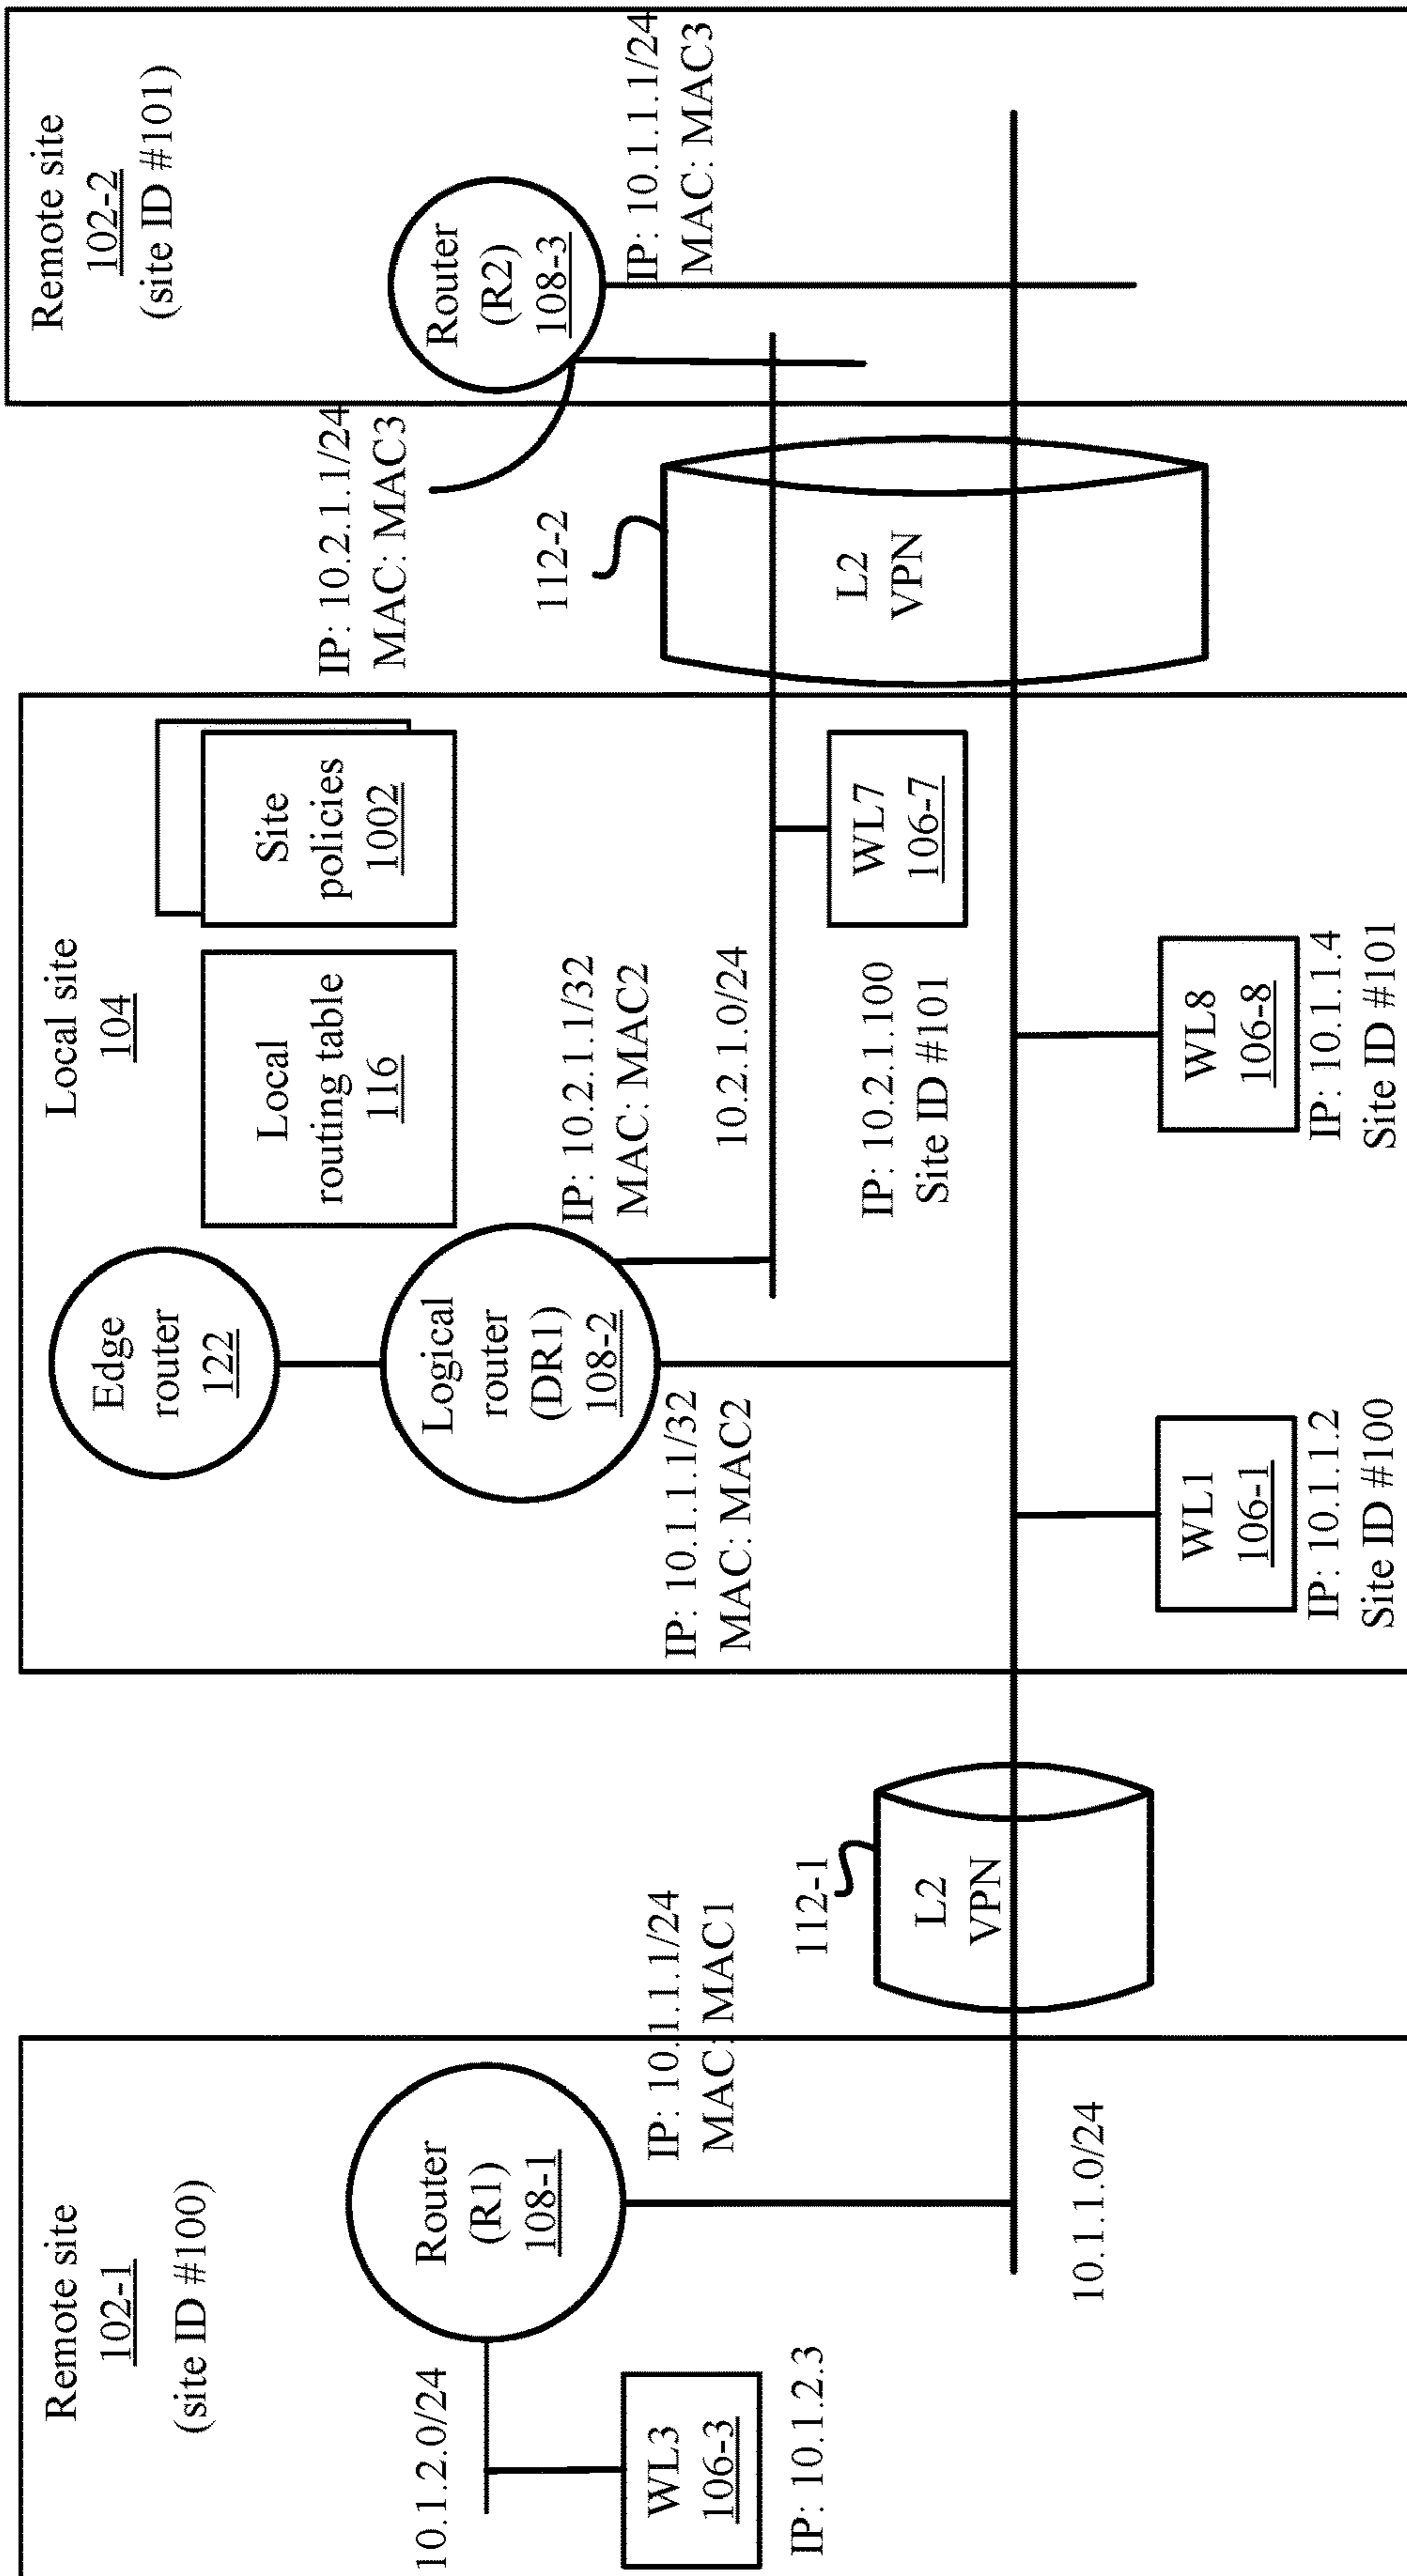 Remote site
102-1
(site ID #100)
10.1.2.0/24
WL3
106-3
IP: 10.1.2.3
Router
(R1)
108-1
IP: 10.1.1.1/24
MAC: MAC1
10.1.1.0/24
112-1
L2
VPN
Local site
104
Edge
router
122
Local
routing table
116
Site
policies
1002
Logical
router
(DR1)
108-2
IP: 10.2.1.1/32
MAC: MAC2
IP: 10.1.1.1/32
MAC: MAC2
10.2.1.0/24
WL7
106-7
IP: 10.2.1.100
Site ID #101
WL1
106-1
IP: 10.1.1.2
Site ID #100
WL8
106-8
IP: 10.1.1.4
Site ID #101
IP: 10.2.1.1/24
MAC: MAC3
112-2
L2
VPN
Remote site
102-2
(site ID #101)
Router
(R2)
108-3
IP: 10.1.1.1/24
MAC: MAC3